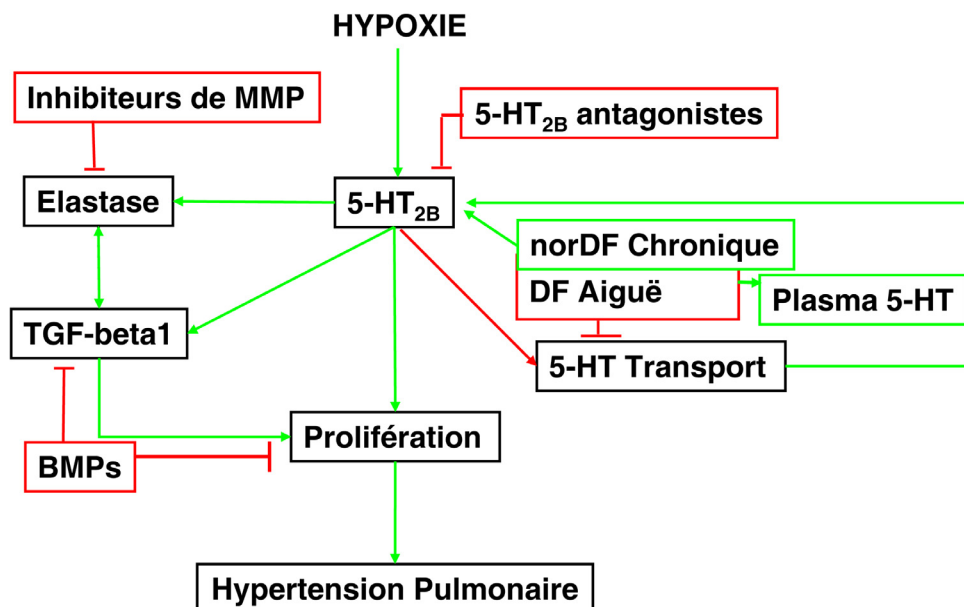 HYPOXIE
Inhibiteurs de MMP
5-HT2B antagonistes
Elastase
5-HT2B
norDF Chronique
DF Aiguë
Plasma 5-HT
TGF-beta1
5-HT Transport
Prolifération
BMPs
Hypertension Pulmonaire